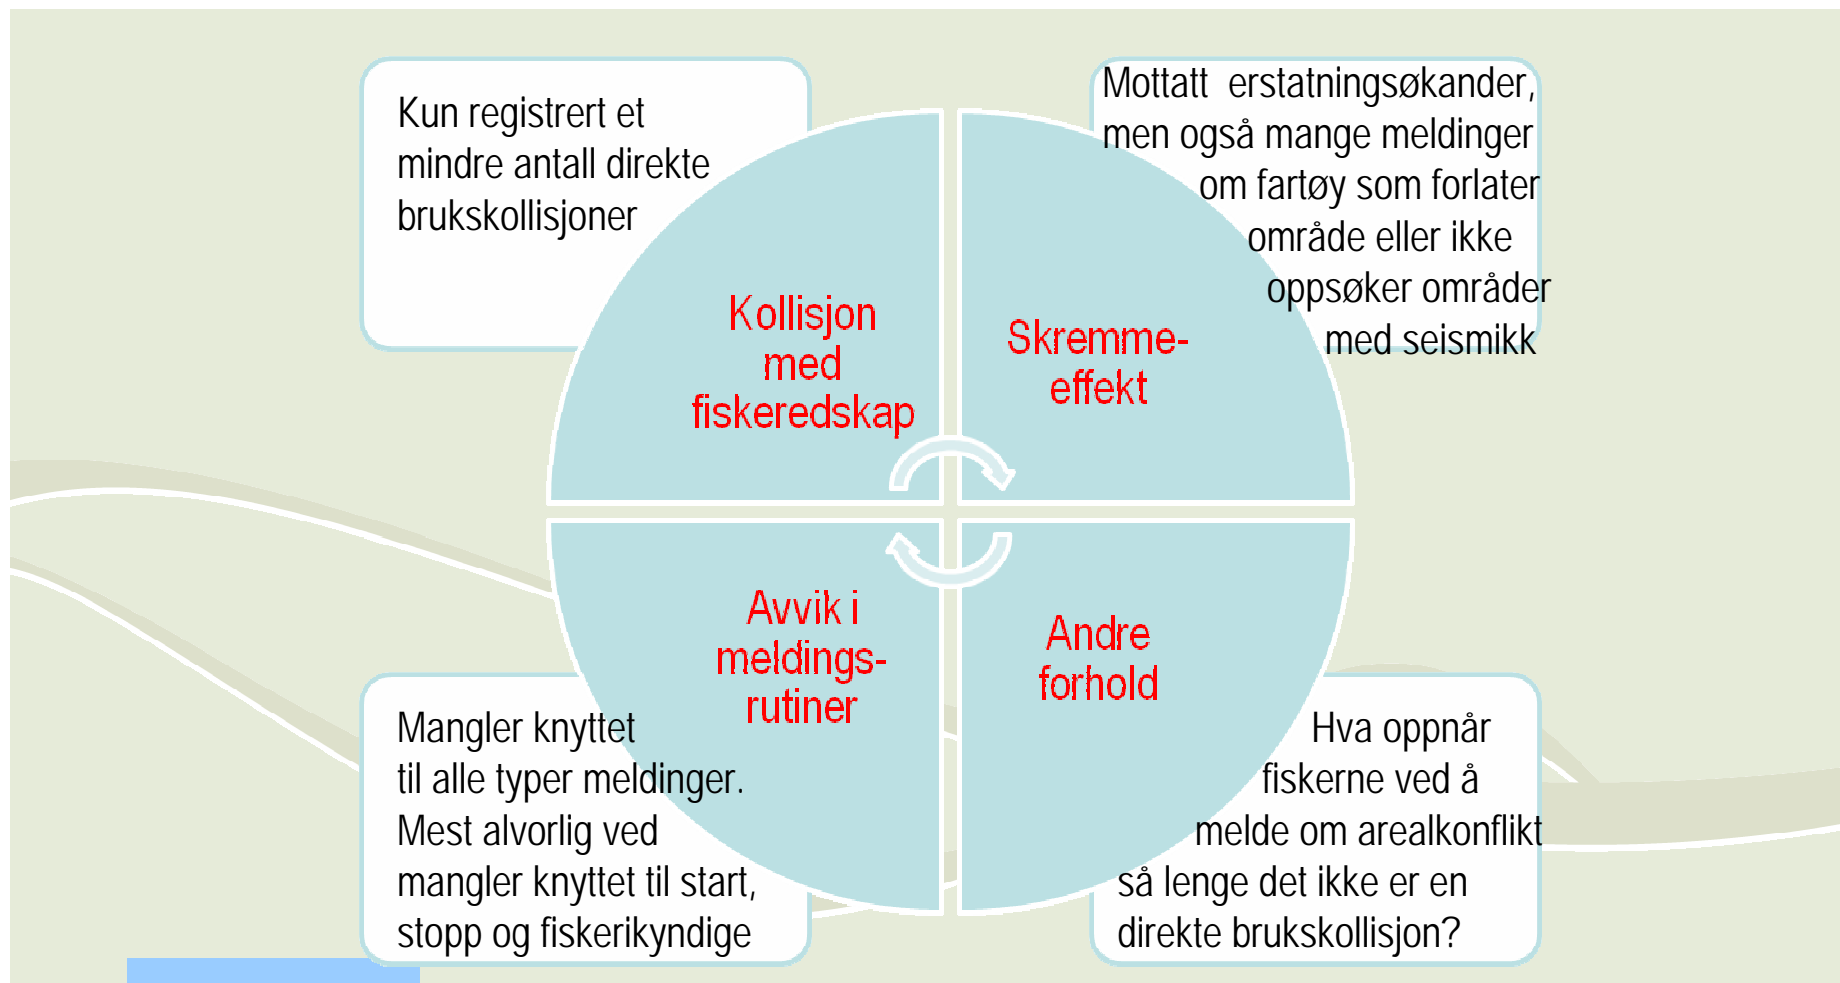 Kun registrert et
mindre antall direkte
brukskollisjoner
Mottatt erstatningsøkander,
men også mange meldinger
om fartøy som forlater
område eller ikke
oppsøker områder
med seismikk
Kollisjon
med
fiskeredskap
Skremme-
effekt
Avvik i
meldings-
rutiner
Andre
forhold
Mangler knyttet
til alle typer meldinger.
Mest alvorlig ved
mangler knyttet til start,
stopp og fiskerikyndige
Hva oppnår
fiskerne ved å
melde om arealkonflikt
så lenge det ikke er en
direkte brukskollisjon?